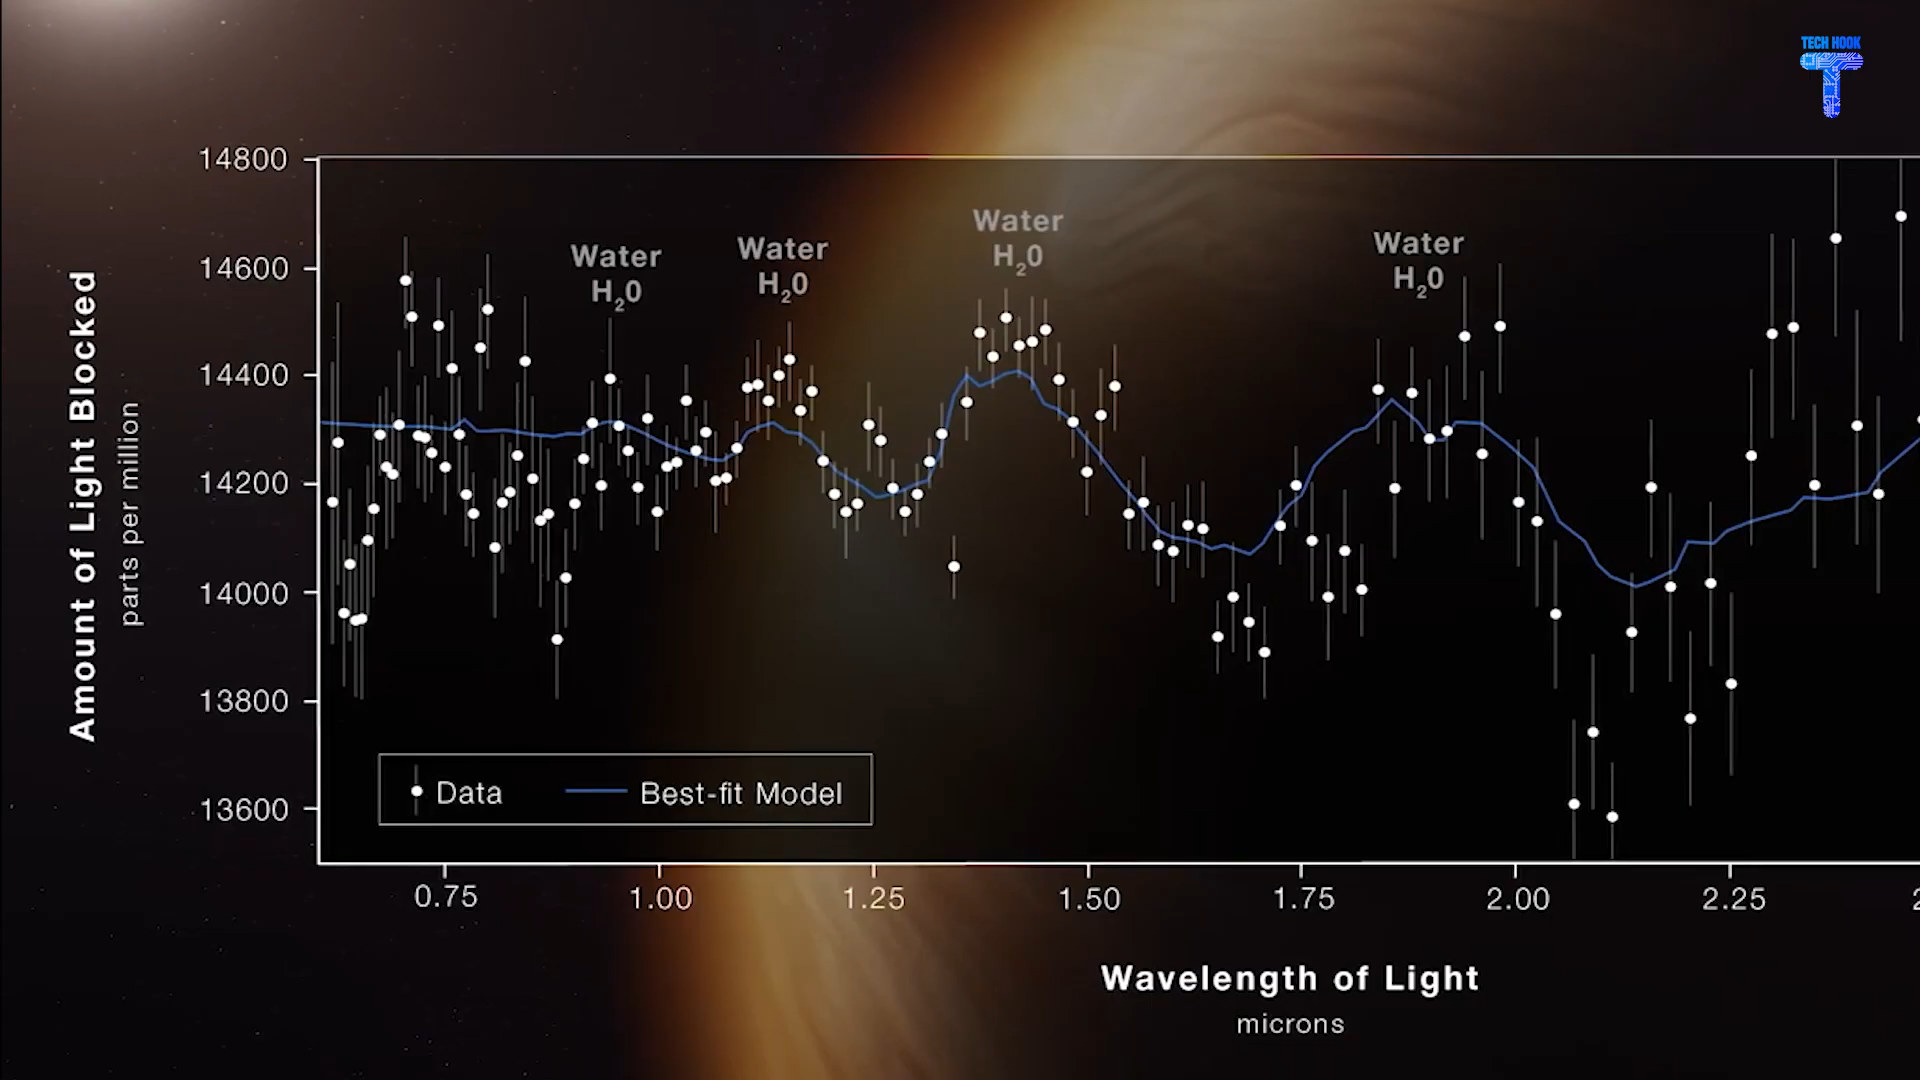 TECH HOOK
14800
14600
14400
14200
14000
13800
13600
Amount of Light Blocked
parts per million
Water
H₂0
Water
H₂0
Water
H₂0
Water
H₂0
Data
Best-fit Model
0.75
1.00
1.25
1.50
1.75
2.00
2.25
2
Wavelength of Light
microns